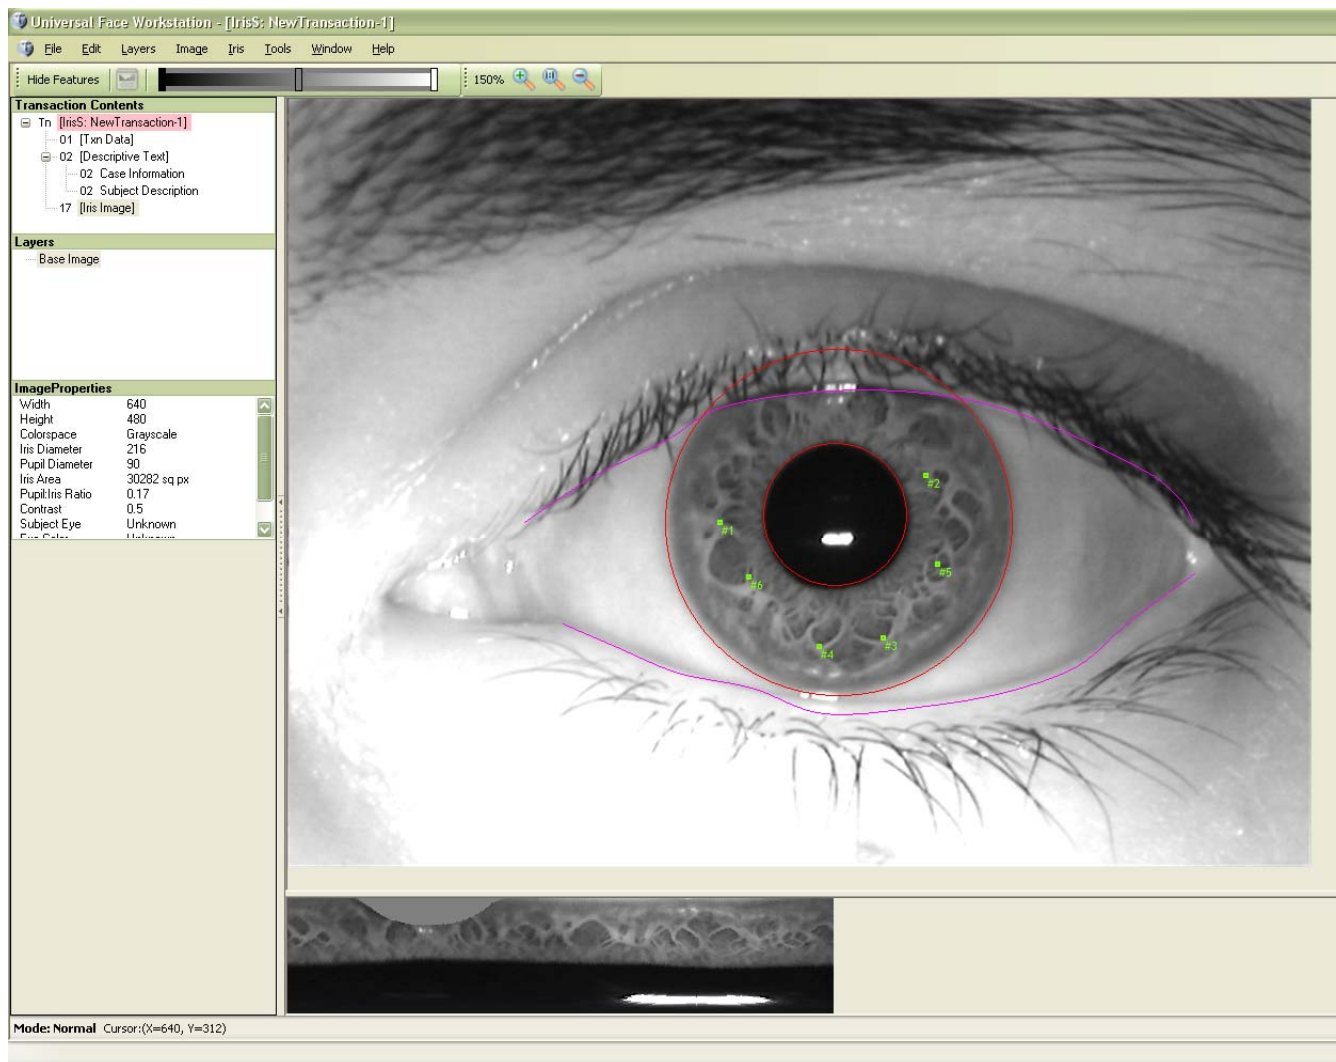 Universal Face Workstation - [IrisS: NewTransaction-1]
File Edit Layers Image Iris Tools Window Help
Hide Features 150%
Transaction Contents
Tn [IrisS: NewTransaction-1]
01 [Txn Data]
02 [Descriptive Text]
02 Case Information
02 Subject Description
17 [Iris Image]
Layers
Base Image
ImageProperties
Width 640
Height 480
Colorspace Grayscale
Iris Diameter 216
Pupil Diameter 90
Iris Area 30282 sq px
Pupil:Iris Ratio 0.17
Contrast 0.5
Subject Eye Unknown
#2
#1
#5
#6
#3
#4
Mode: Normal Cursor:(X=640, Y=312)